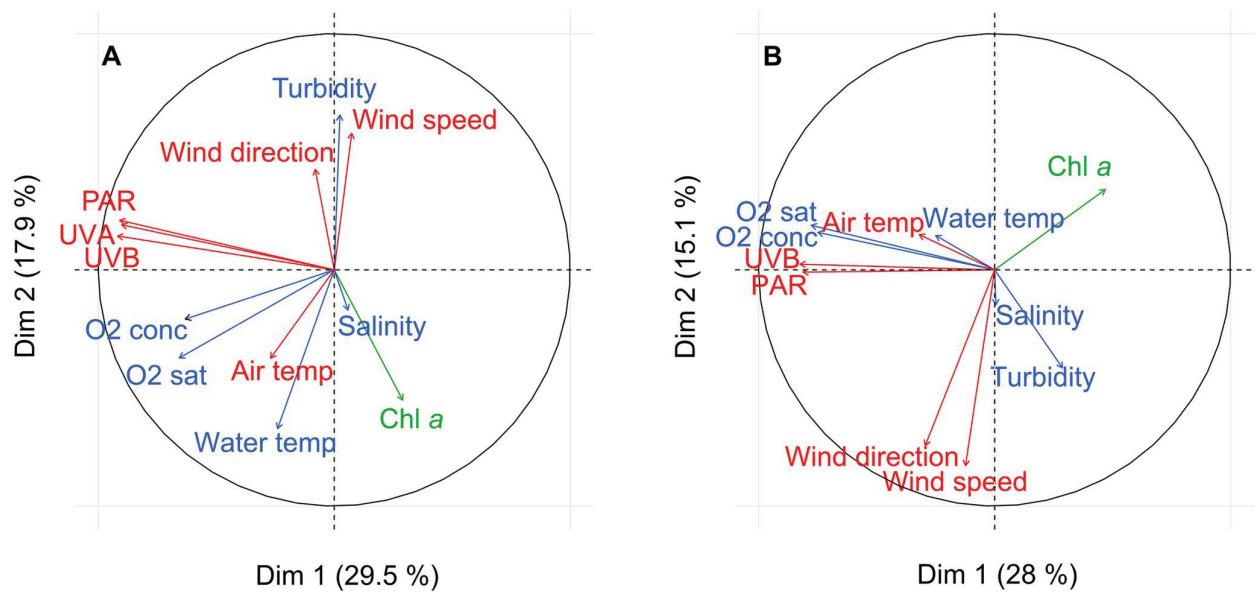 A
Turbidity
Wind speed
Wind direction
PAR
UVA
UVB
O2 conc
O2 sat
Salinity
Air temp
Chl a
Water temp
Dim 2 (17.9 %)
Dim 1 (29.5 %)
B
Chl a
O2 sat
Air temp
Water temp
O2 conc
UVB
PAR
Salinity
Turbidity
Wind direction
Wind speed
Dim 2 (15.1 %)
Dim 1 (28 %)